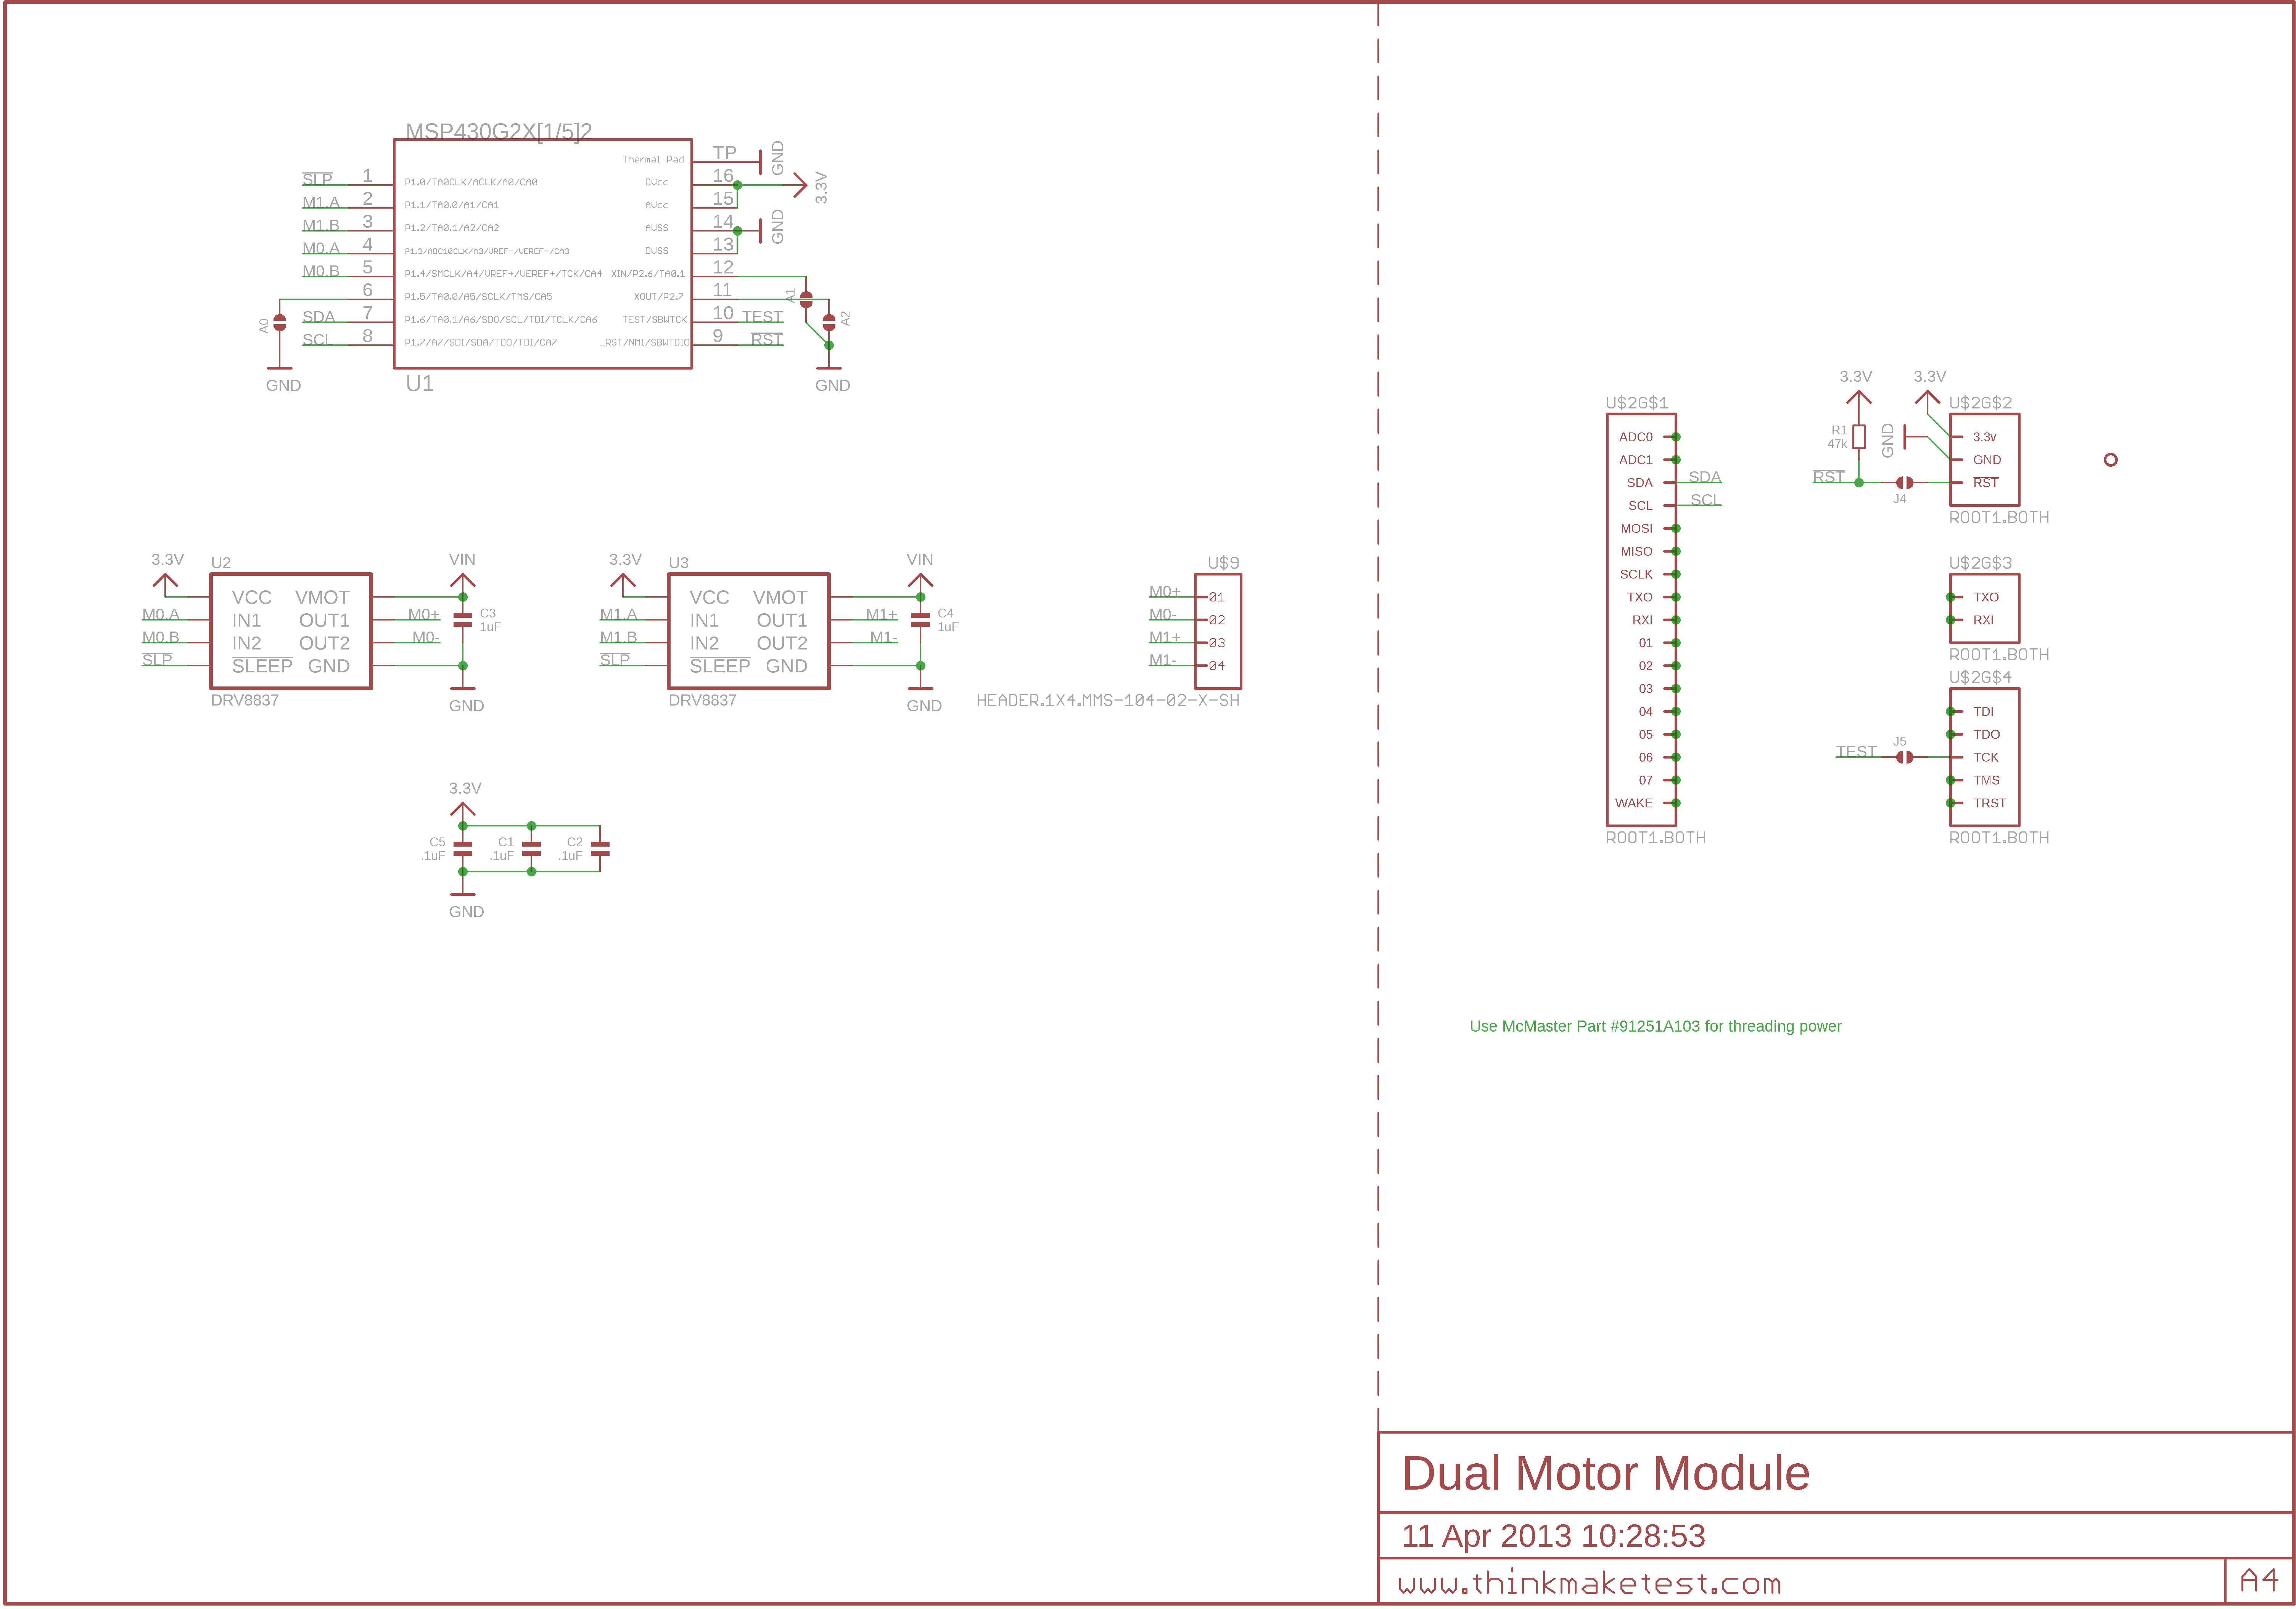 MSP430G2X[1/5]2
Thermal Pad TP GND
SLP 1 P1.0/TA0CLK/ACLK/A0/CA0 DVcc 16 3.3V
M1.A 2 P1.1/TA0.0/A1/CA1 AVcc 15
M1.B 3 P1.2/TA0.1/A2/CA2 AVSS 14 GND
M0.A 4 P1.3/ADC10CLK/A3/VREF-/VEREF-/CA3 DVSS 13
M0.B 5 P1.4/SMCLK/A4/VREF+/VEREF+/TCK/CA4 XIN/P2.6/TA0.1 12
6 P1.5/TA0.0/A5/SCLK/TMS/CA5 XOUT/P2.7 11 A1
A0 SDA 7 P1.6/TA0.1/A6/SDO/SCL/TDI/TCLK/CA6 TEST/SBWTCK 10 TEST A2
SCL 8 P1.7/A7/SDI/SDA/TDO/TDI/CA7 _RST/NMI/SBWTDIO 9 RST
GND U1 GND
3.3V U2 VIN
VCC VMOT
M0.A IN1 OUT1 M0+ C3
1uF
M0.B IN2 OUT2 M0-
SLP SLEEP GND
DRV8837 GND
3.3V U3 VIN
VCC VMOT
M1.A IN1 OUT1 M1+ C4
1uF
M1.B IN2 OUT2 M1-
SLP SLEEP GND
DRV8837 GND
U$9
M0+ 01
M0- 02
M1+ 03
M1- 04
HEADER.1X4.MMS-104-02-X-SH
3.3V
C5 C1 C2
.1uF .1uF .1uF
GND
U$2G$1
ADC0
ADC1
SDA SDA
SCL SCL
MOSI
MISO
SCLK
TXO
RXI
01
02
03
04
05
06
07
WAKE
ROOT1.BOTH
3.3V 3.3V
U$2G$2
R1
47k
GND
3.3v
GND
RST RST
J4
ROOT1.BOTH
U$2G$3
TXO
RXI
ROOT1.BOTH
U$2G$4
TDI
TDO
TEST J5 TCK
TMS
TRST
ROOT1.BOTH
Use McMaster Part #91251A103 for threading power
Dual Motor Module
11 Apr 2013 10:28:53
www.thinkmaketest.com A4